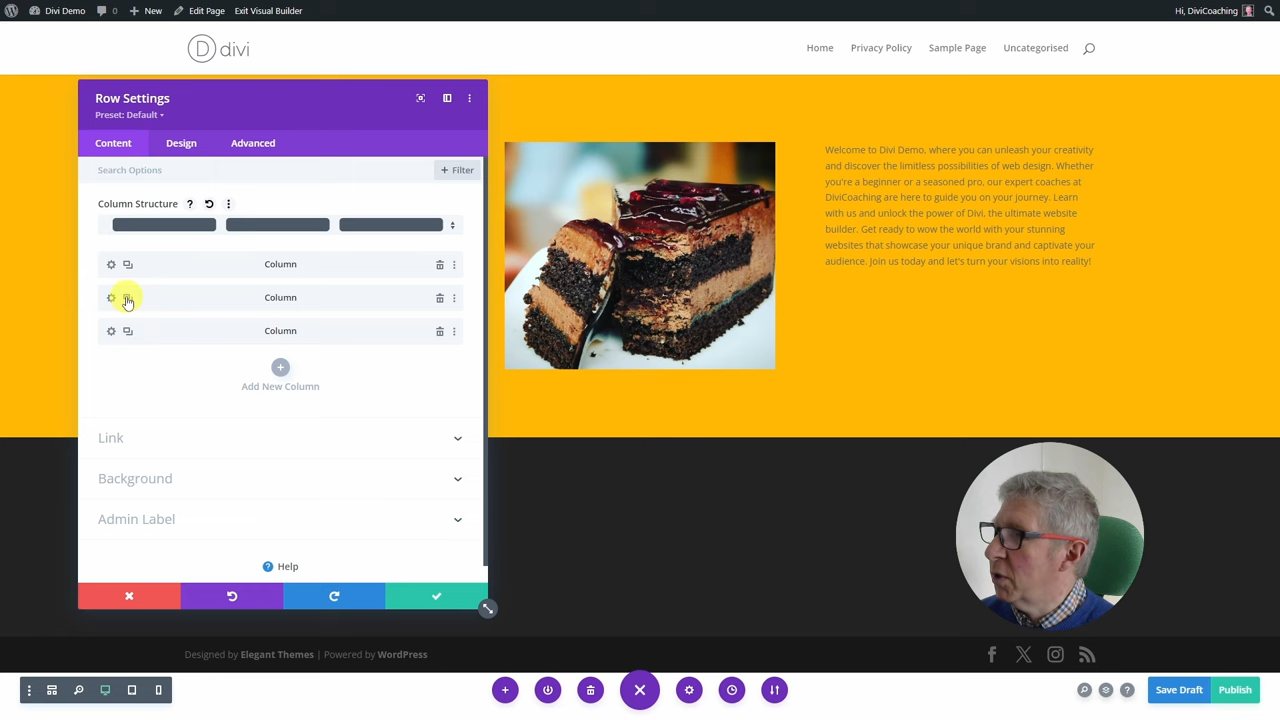 Divi Demo 0 New Edit Page Exit Visual Builder Hi, DiviCoaching
D divi
Home Privacy Policy Sample Page Uncategorised
Row Settings
Preset: Default
Content Design Advanced
Search Options + Filter
Column Structure ?
Column
Column
Column
Add New Column
Link
Background
Admin Label
? Help
Welcome to Divi Demo, where you can unleash your creativity
and discover the limitless possibilities of web design. Whether
you're a beginner or a seasoned pro, our expert coaches at
DiviCoaching are here to guide you on your journey. Learn
with us and unlock the power of Divi, the ultimate website
builder. Get ready to wow the world with your stunning
websites that showcase your unique brand and captivate your
audience. Join us today and let's turn your visions into reality!
Designed by Elegant Themes | Powered by WordPress
? Save Draft Publish